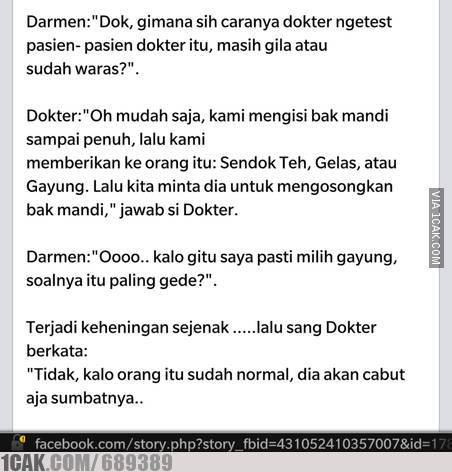 Darmen:"Dok, gimana sih caranya dokter ngetest
pasien- pasien dokter itu, masih gila atau
sudah waras?".
Dokter:"Oh mudah saja, kami mengisi bak mandi
sampai penuh, lalu kami
memberikan ke orang itu: Sendok Teh, Gelas, atau
Gayung. Lalu kita minta dia untuk mengosongkan
bak mandi," jawab si Dokter.
Darmen:"Oooo.. kalo gitu saya pasti milih gayung,
soalnya itu paling gede?".
Terjadi keheningan sejenak .....lalu sang Dokter
berkata:
"Tidak, kalo orang itu sudah normal, dia akan cabut
aja sumbatnya..
VIA 1CAK.COM
facebook.com/story.php?story_fbid=431052410357007&id=178
1CAK.COM/689389